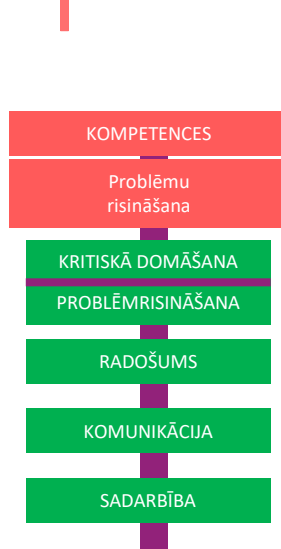 KOMPETENCES
Problēmu
risināšana
KRITISKĀ DOMĀŠANA
PROBLĒMRISINĀŠANA
RADOŠUMS
KOMUNIKĀCIJA
SADARBĪBA